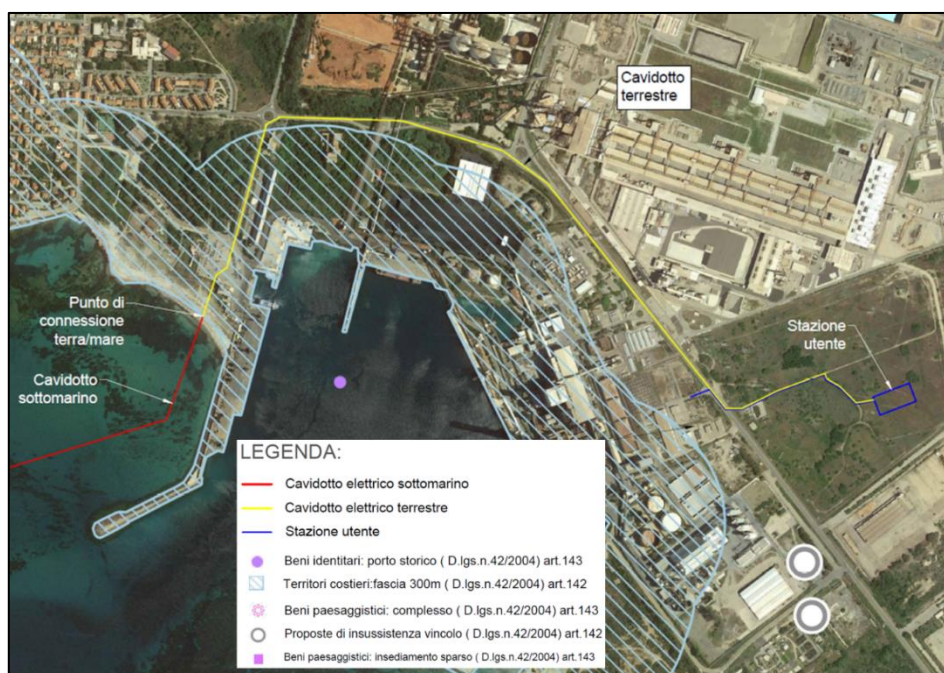 Cavidotto
terrestre
Punto di
connessione
terra/mare
Stazione
utente
Cavidotto
sottomarino
LEGENDA:
Cavidotto elettrico sottomarino
Cavidotto elettrico terrestre
Stazione utente
Beni identitari: porto storico ( D.lgs.n.42/2004) art.143
Territori costieri:fascia 300m ( D.lgs.n.42/2004) art.142
Beni paesaggistici: complesso ( D.lgs.n.42/2004) art.143
Proposte di insussistenza vincolo ( D.lgs.n.42/2004) art.142
Beni paesaggistici: insediamento sparso ( D.lgs.n.42/2004) art.143